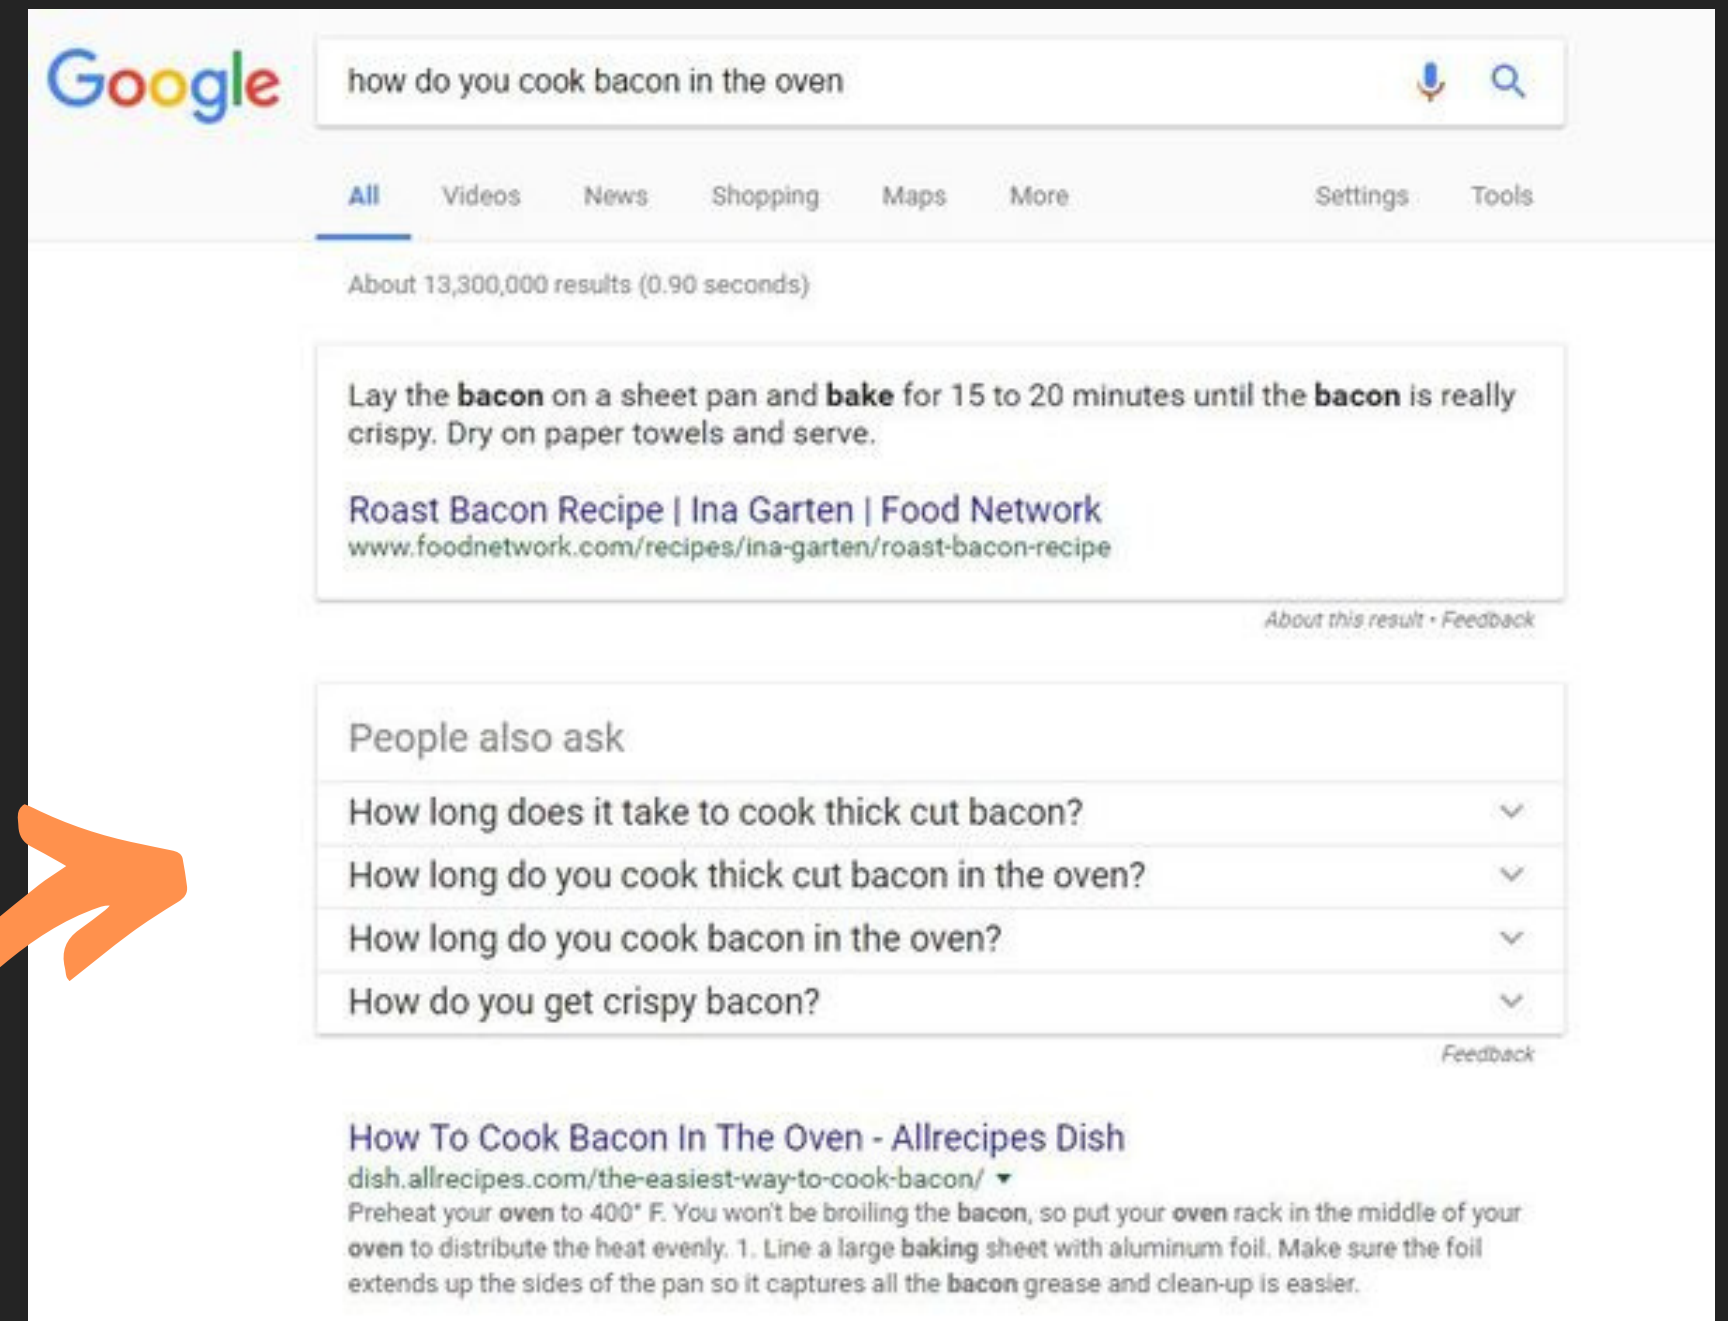 Google
how do you cook bacon in the oven
All Videos News Shopping Maps More Settings Tools
About 13,300,000 results (0.90 seconds)
Lay the bacon on a sheet pan and bake for 15 to 20 minutes until the bacon is really
crispy. Dry on paper towels and serve.
Roast Bacon Recipe | Ina Garten | Food Network
www.foodnetwork.com/recipes/ina-garten/roast-bacon-recipe
About this result • Feedback
People also ask
How long does it take to cook thick cut bacon?
How long do you cook thick cut bacon in the oven?
How long do you cook bacon in the oven?
How do you get crispy bacon?
Feedback
How To Cook Bacon In The Oven - Allrecipes Dish
dish.allrecipes.com/the-easiest-way-to-cook-bacon/
Preheat your oven to 400° F. You won't be broiling the bacon, so put your oven rack in the middle of your
oven to distribute the heat evenly. 1. Line a large baking sheet with aluminum foil. Make sure the foil
extends up the sides of the pan so it captures all the bacon grease and clean-up is easier.